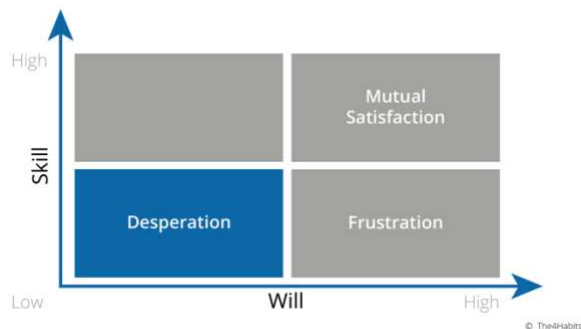 High
Mutual
Satisfaction
Skill
Desperation
Frustration
Low
Will
High
© The4Habits